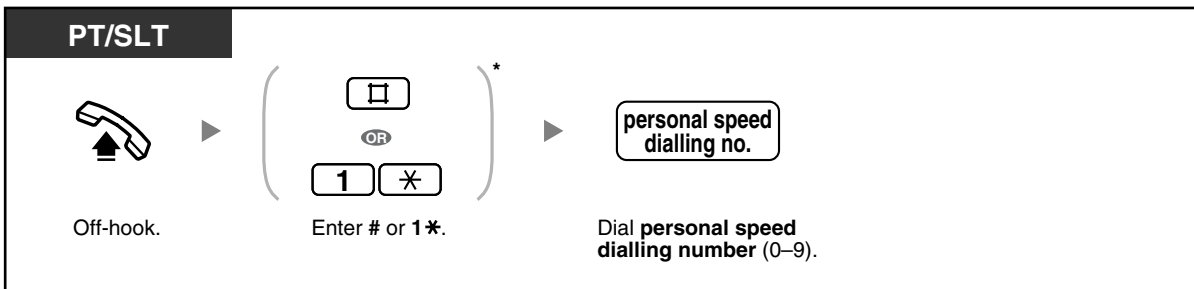 PT/SLT
*
#
OR
1 ✳
personal speed
dialling no.
Off-hook.
Enter # or 1✳.
Dial personal speed
dialling number (0–9).